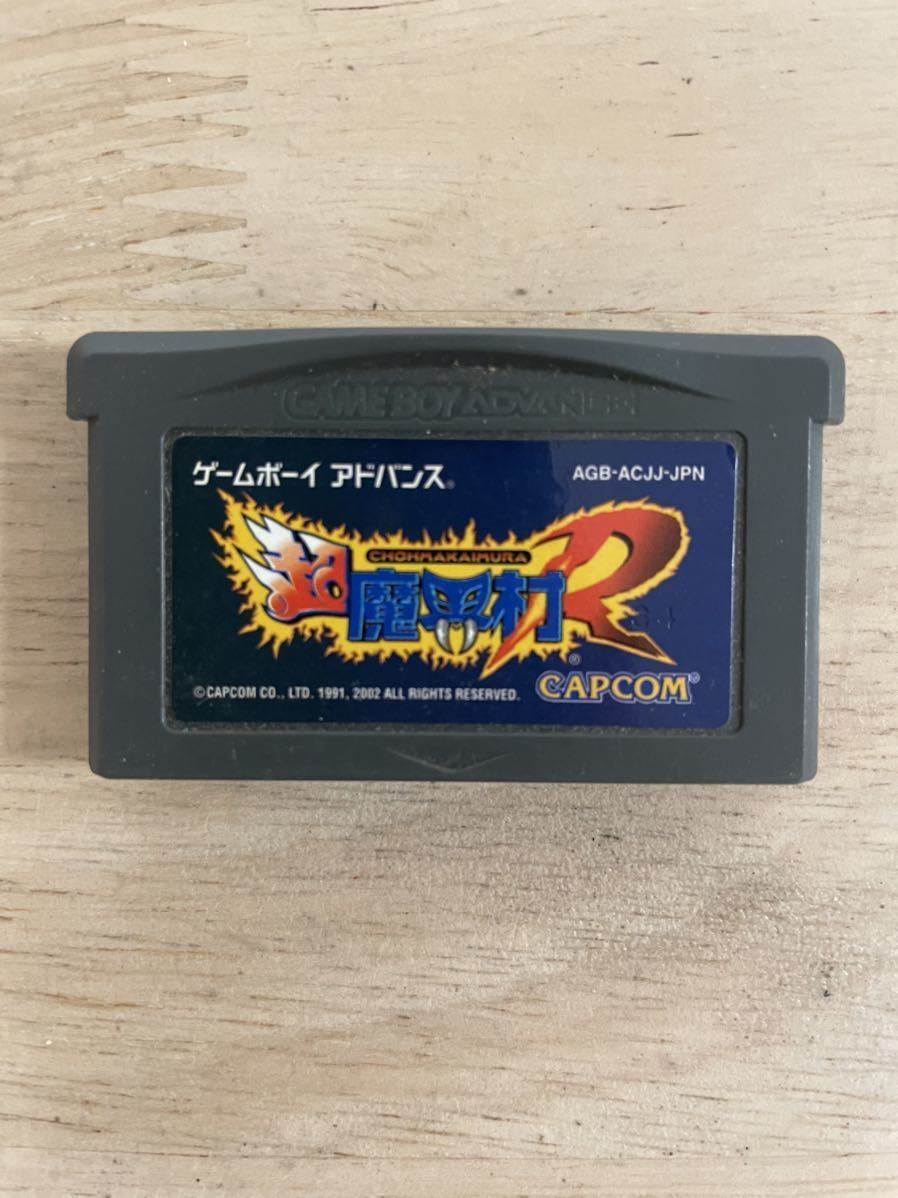 GAME BOY ADVANCE
ゲームボーイ アドバンス®
AGB-ACJJ-JPN
CHOHMAKAIMURA
超魔界村R®
©CAPCOM CO., LTD. 1991, 2002 ALL RIGHTS RESERVED.
CAPCOM®